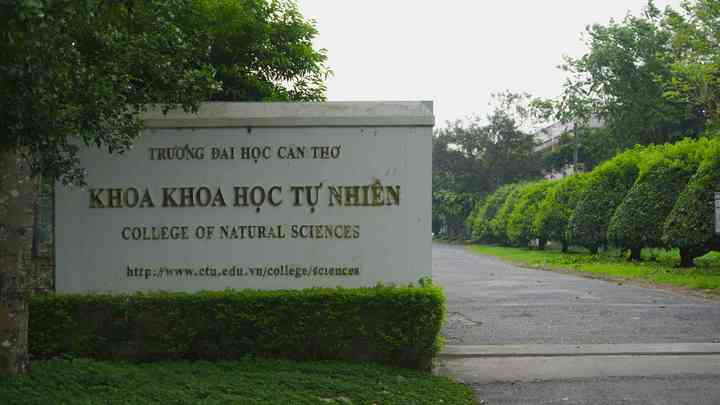 TRƯỜNG ĐẠI HỌC CẦN THƠ
KHOA KHOA HỌC TỰ NHIÊN
COLLEGE OF NATURAL SCIENCES
http://www.ctu.edu.vn/college/sciences